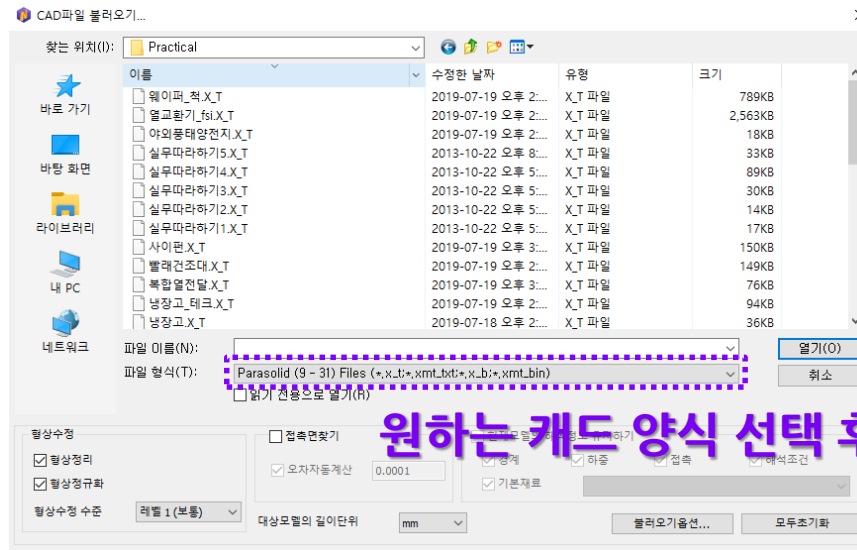 CAD파일 불러오기...
찾는 위치(I): Practical
이름 수정한 날짜 유형 크기
웨이퍼_척.X_T 2019-07-19 오후 2:... X_T 파일 789KB
열교환기_fsi.X_T 2019-07-19 오후 2:... X_T 파일 2,563KB
야외풍태양전지.X_T 2019-07-19 오후 2:... X_T 파일 18KB
실무따라하기5.X_T 2013-10-22 오후 8:... X_T 파일 33KB
실무따라하기4.X_T 2013-10-22 오후 5:... X_T 파일 89KB
실무따라하기3.X_T 2013-10-22 오후 5:... X_T 파일 30KB
실무따라하기2.X_T 2013-10-22 오후 5:... X_T 파일 14KB
실무따라하기1.X_T 2013-10-22 오후 5:... X_T 파일 17KB
사이펀.X_T 2019-07-19 오후 3:... X_T 파일 150KB
빨래건조대.X_T 2019-07-19 오후 2:... X_T 파일 149KB
복합열전달.X_T 2019-07-19 오후 3:... X_T 파일 76KB
냉장고_테크.X_T 2019-07-19 오후 2:... X_T 파일 94KB
냉장고.X_T 2019-07-18 오후 2:... X_T 파일 36KB
바로 가기
바탕 화면
라이브러리
내 PC
네트워크
파일 이름(N): 열기(O)
파일 형식(T): Parasolid (9 - 31) Files (*.x_t;*.xmt_txt;*.x_b;*.xmt_bin) 취소
읽기 전용으로 열기(R)
원하는 캐드 양식 선택 후
형상수정 접촉면찾기
형상정리 오차자동계산 0.0001 경계 하중 접촉 해석조건
형상정규화 기본재료
형상수정 수준 레벨 1 (보통) 대상모델의 길이단위 mm 불러오기옵션... 모두초기화